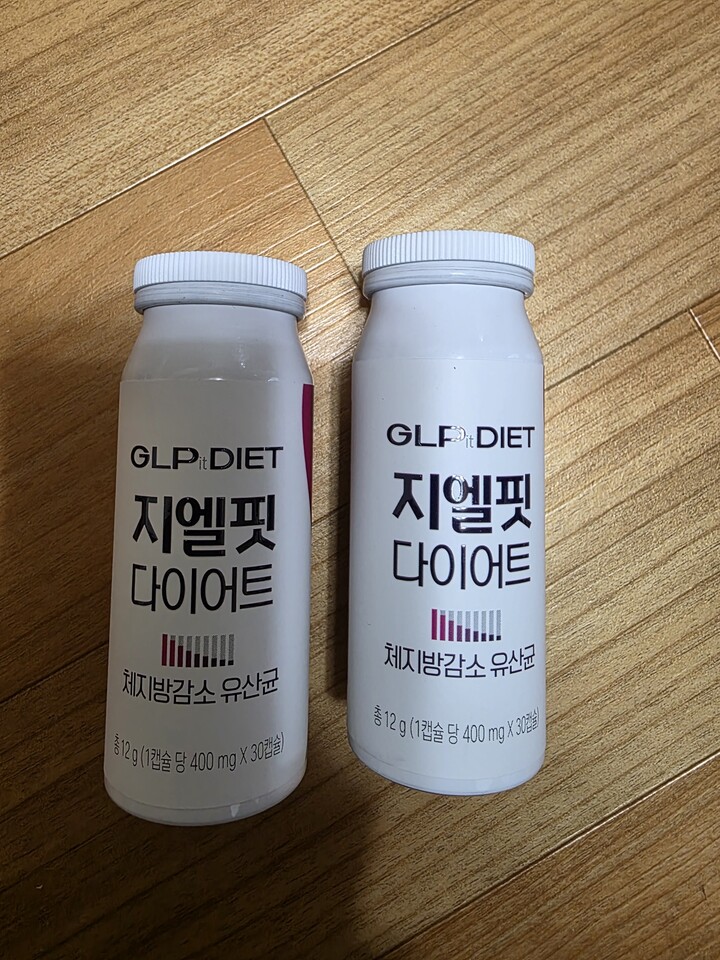 GLPitDIET
지엘핏
다이어트
체지방감소 유산균
총 12 g (1캡슐 당 400 mg X 30캡슐)
GLPitDIET
지엘핏
다이어트
체지방감소 유산균
총 12 g (1캡슐 당 400 mg X 30캡슐)